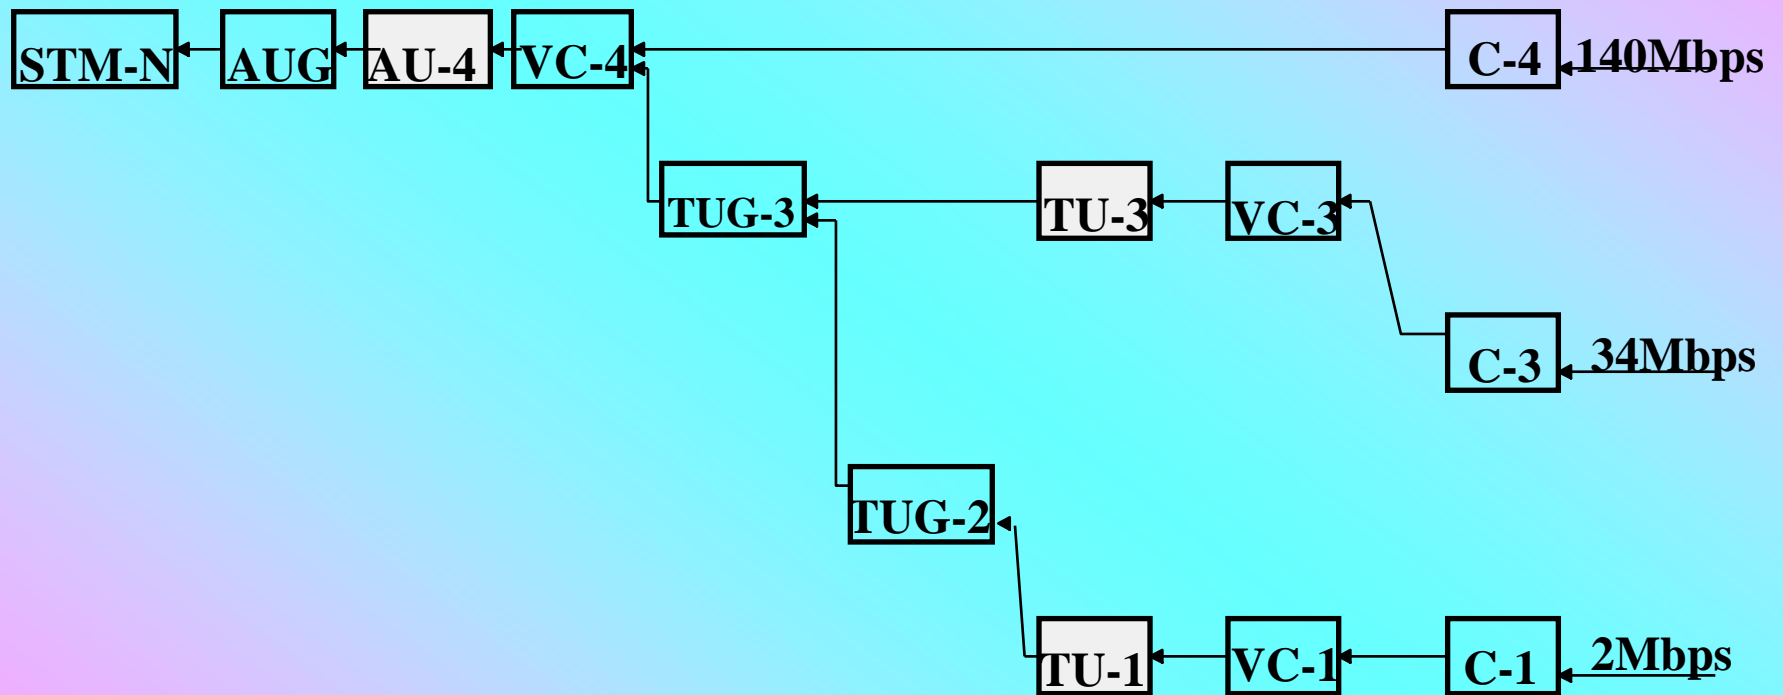 STM-N AUG AU-4 VC-4 C-4 140Mbps
TUG-3 TU-3 VC-3
C-3 34Mbps
TUG-2
TU-1 VC-1 C-1 2Mbps